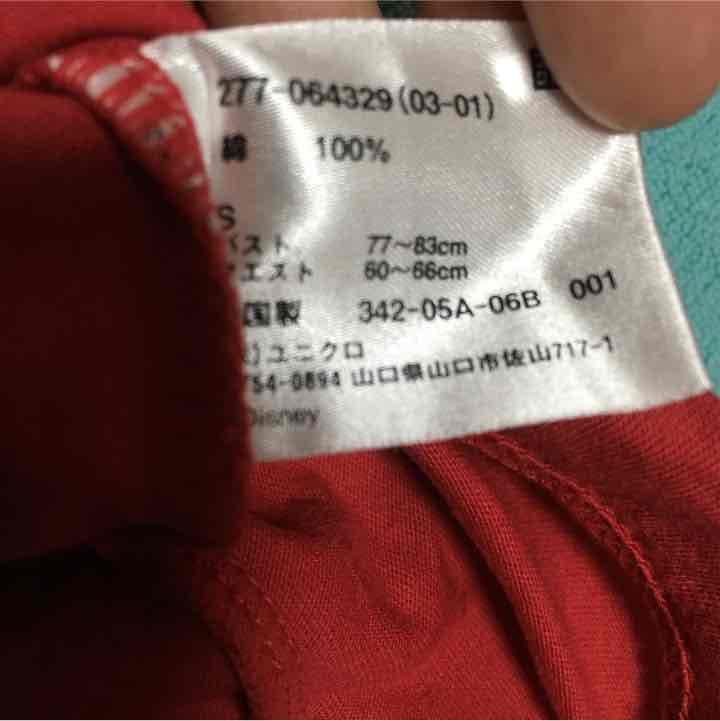 277-064329(03-01)
綿 100%
S
バスト 77～83cm
エスト 60～66cm
国製 342-05A-06B 001
)ユニクロ
754-0894 山口県山口市佐山717-1
Disney